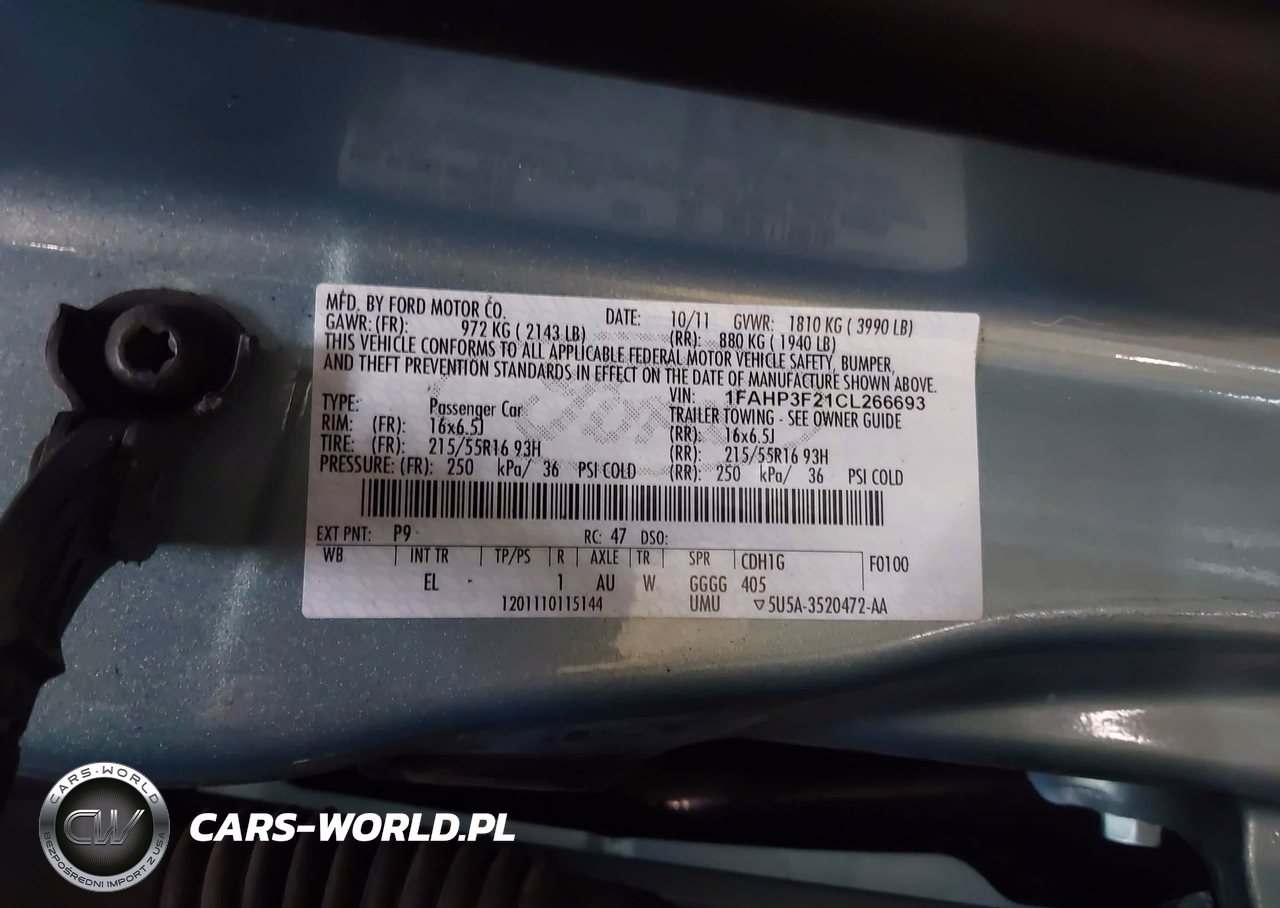 MFD. BY FORD MOTOR CO. DATE: 10/11 GVWR: 1810 KG ( 3990 LB)
GAWR: (FR): 972 KG ( 2143 LB) (RR): 880 KG ( 1940 LB)
THIS VEHICLE CONFORMS TO ALL APPLICABLE FEDERAL MOTOR VEHICLE SAFETY, BUMPER,
AND THEFT PREVENTION STANDARDS IN EFFECT ON THE DATE OF MANUFACTURE SHOWN ABOVE.
VIN: 1FAHP3F21CL266693
TYPE: Passenger Car TRAILER TOWING - SEE OWNER GUIDE
RIM: (FR): 16x6.5J (RR): 16x6.5J
TIRE: (FR): 215/55R16 93H (RR): 215/55R16 93H
PRESSURE: (FR): 250 kPa/ 36 PSI COLD (RR): 250 kPa/ 36 PSI COLD
EXT PNT: P9 RC: 47 DSO:
WB INT TR TP/PS R AXLE TR SPR CDH1G F0100
EL 1 AU W GGGG 405
1201110115144 UMU 5U5A-3520472-AA
CARS-WORLD
CW
BEZPOŚREDNI IMPORT Z USA
CARS-WORLD.PL